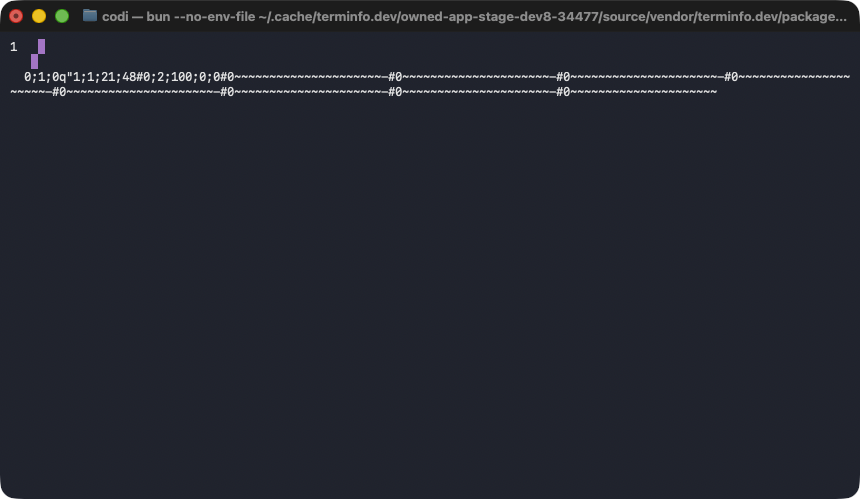 codi — bun --no-env-file ~/.cache/terminfo.dev/owned-app-stage-dev8-34477/source/vendor/terminfo.dev/package...
1
0;1;0q"1;1;21;48#0;2;100;0;0#0~~~~~~~~~~~~~~~~~~~~~-#0~~~~~~~~~~~~~~~~~~~~~-#0~~~~~~~~~~~~~~~~~~~~~-#0~~~~~~~~~~~~~~~~
~~~~~-#0~~~~~~~~~~~~~~~~~~~~~-#0~~~~~~~~~~~~~~~~~~~~~-#0~~~~~~~~~~~~~~~~~~~~~-#0~~~~~~~~~~~~~~~~~~~~~